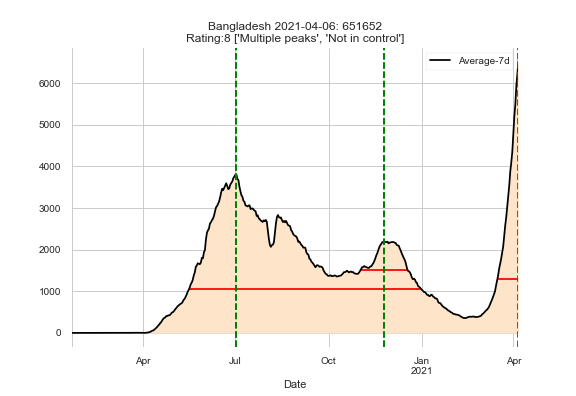 Bangladesh 2021-04-06: 651652
Rating:8 ['Multiple peaks', 'Not in control']
Average-7d
6000
5000
4000
3000
2000
1000
0
Apr
Jul
Oct
Jan
2021
Apr
Date